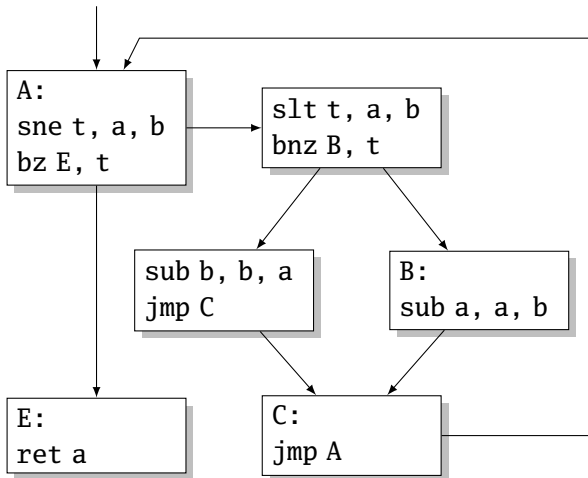 A:
sne t, a, b
bz E, t
slt t, a, b
bnz B, t
sub b, b, a
jmp C
B:
sub a, a, b
E:
ret a
C:
jmp A